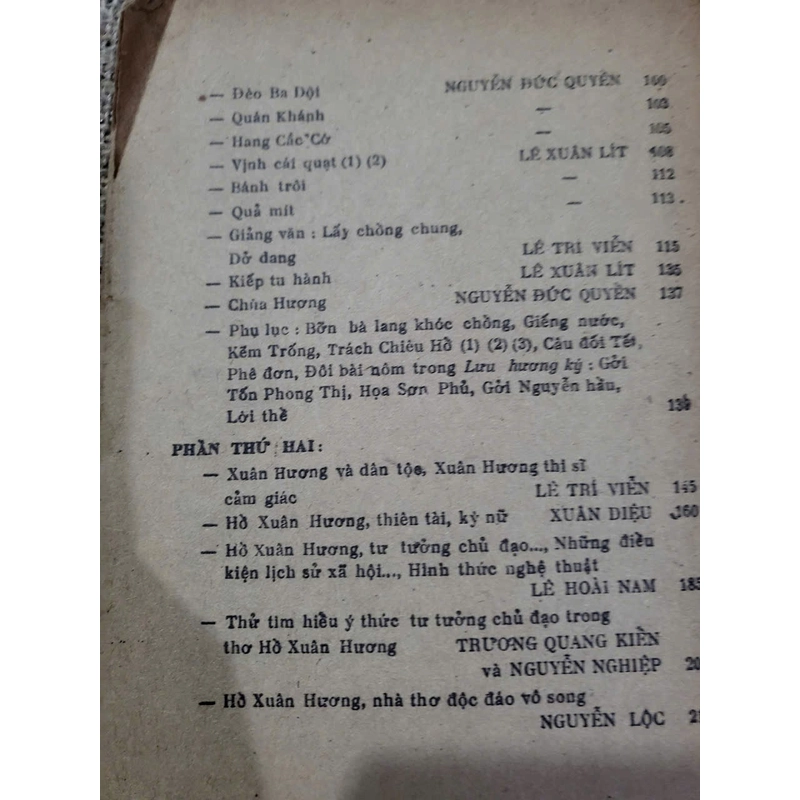 — Đèo Ba Dội NGUYỄN ĐỨC QUYỀN 100
— Quán Khánh — 103
— Hang Cắc Cớ — 105
— Vịnh cái quạt (1) (2) LÊ XUÂN LÍT 108
— Bánh trôi — 112
— Quả mít — 113
— Giảng văn : Lấy chồng chung,
Dở dang LÊ TRÍ VIỄN 115
— Kiếp tu hành LÊ XUÂN LÍT 135
— Chùa Hương NGUYỄN ĐỨC QUYỀN 137
— Phụ lục : Bỡn bà lang khóc chồng, Giếng nước,
Kẽm Trống, Trách Chiêu Hồ (1) (2) (3), Câu đối Tết,
Phê đơn, Đôi bài nôm trong Lưu hương ký : Gởi
Tốn Phong Thị, Họa Sơn Phủ, Gởi Nguyễn hầu,
Lời thề 139
PHẦN THỨ HAI :
— Xuân Hương và dân tộc, Xuân Hương thi sĩ
cảm giác LÊ TRÍ VIỄN 145
— Hồ Xuân Hương, thiên tài, kỳ nữ XUÂN DIỆU 160
— Hồ Xuân Hương, tư tưởng chủ đạo..., Những điều
kiện lịch sử xã hội..., Hình thức nghệ thuật
LÊ HOÀI NAM 185
— Thử tìm hiểu ý thức tư tưởng chủ đạo trong
thơ Hồ Xuân Hương TRƯƠNG QUANG KIỀN
và NGUYỄN NGHIỆP
— Hồ Xuân Hương, nhà thơ độc đáo vô song
NGUYỄN LỘC